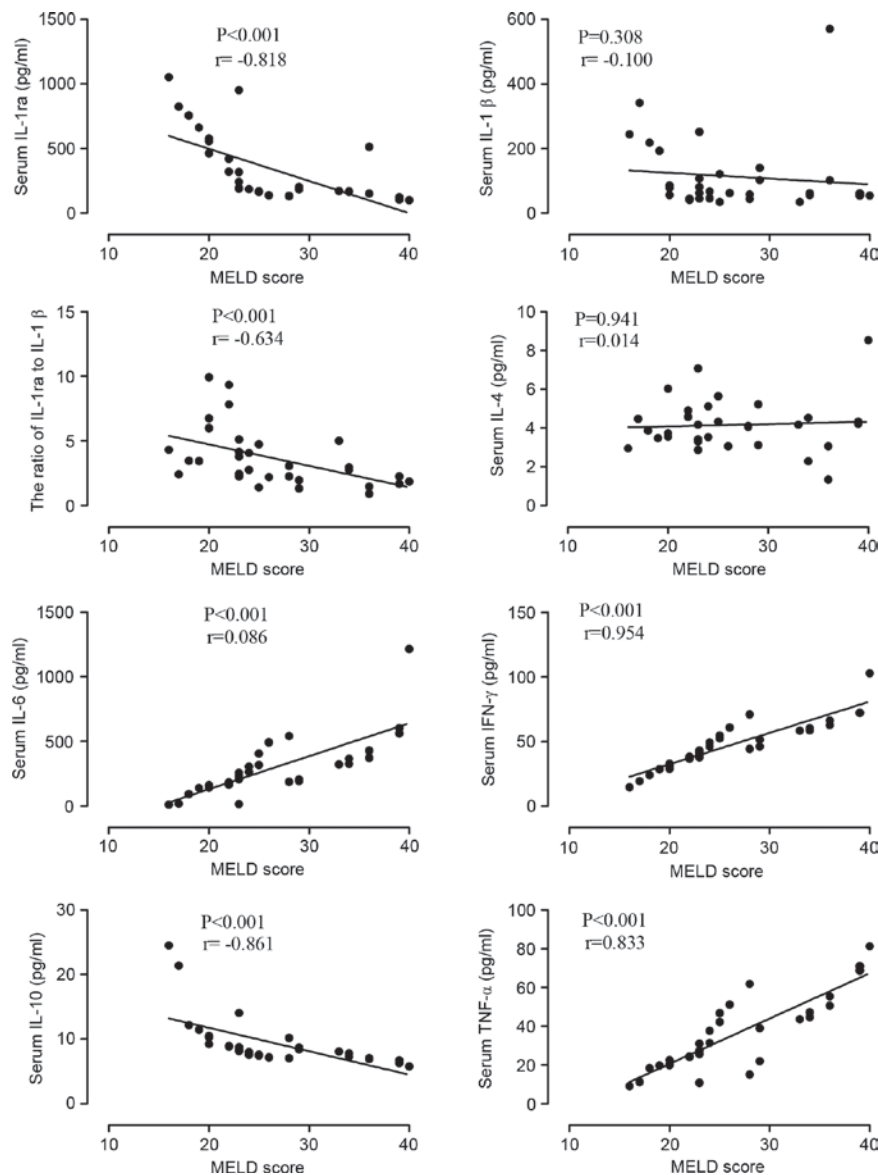 P<0.001
r= -0.818
Serum IL-1ra (pg/ml)
1500
1000
500
0
10 20 30 40
MELD score
P=0.308
r= -0.100
Serum IL-1 β (pg/ml)
600
400
200
0
10 20 30 40
MELD score
P<0.001
r= -0.634
The ratio of IL-1ra to IL-1 β
15
10
5
0
10 20 30 40
MELD score
P=0.941
r=0.014
Serum IL-4 (pg/ml)
10
8
6
4
2
0
10 20 30 40
MELD score
P<0.001
r=0.086
Serum IL-6 (pg/ml)
1500
1000
500
0
10 20 30 40
MELD score
P<0.001
r=0.954
Serum IFN-γ (pg/ml)
150
100
50
0
10 20 30 40
MELD score
P<0.001
r= -0.861
Serum IL-10 (pg/ml)
30
20
10
0
10 20 30 40
MELD score
P<0.001
r=0.833
Serum TNF-α (pg/ml)
100
80
60
40
20
0
10 20 30 40
MELD score